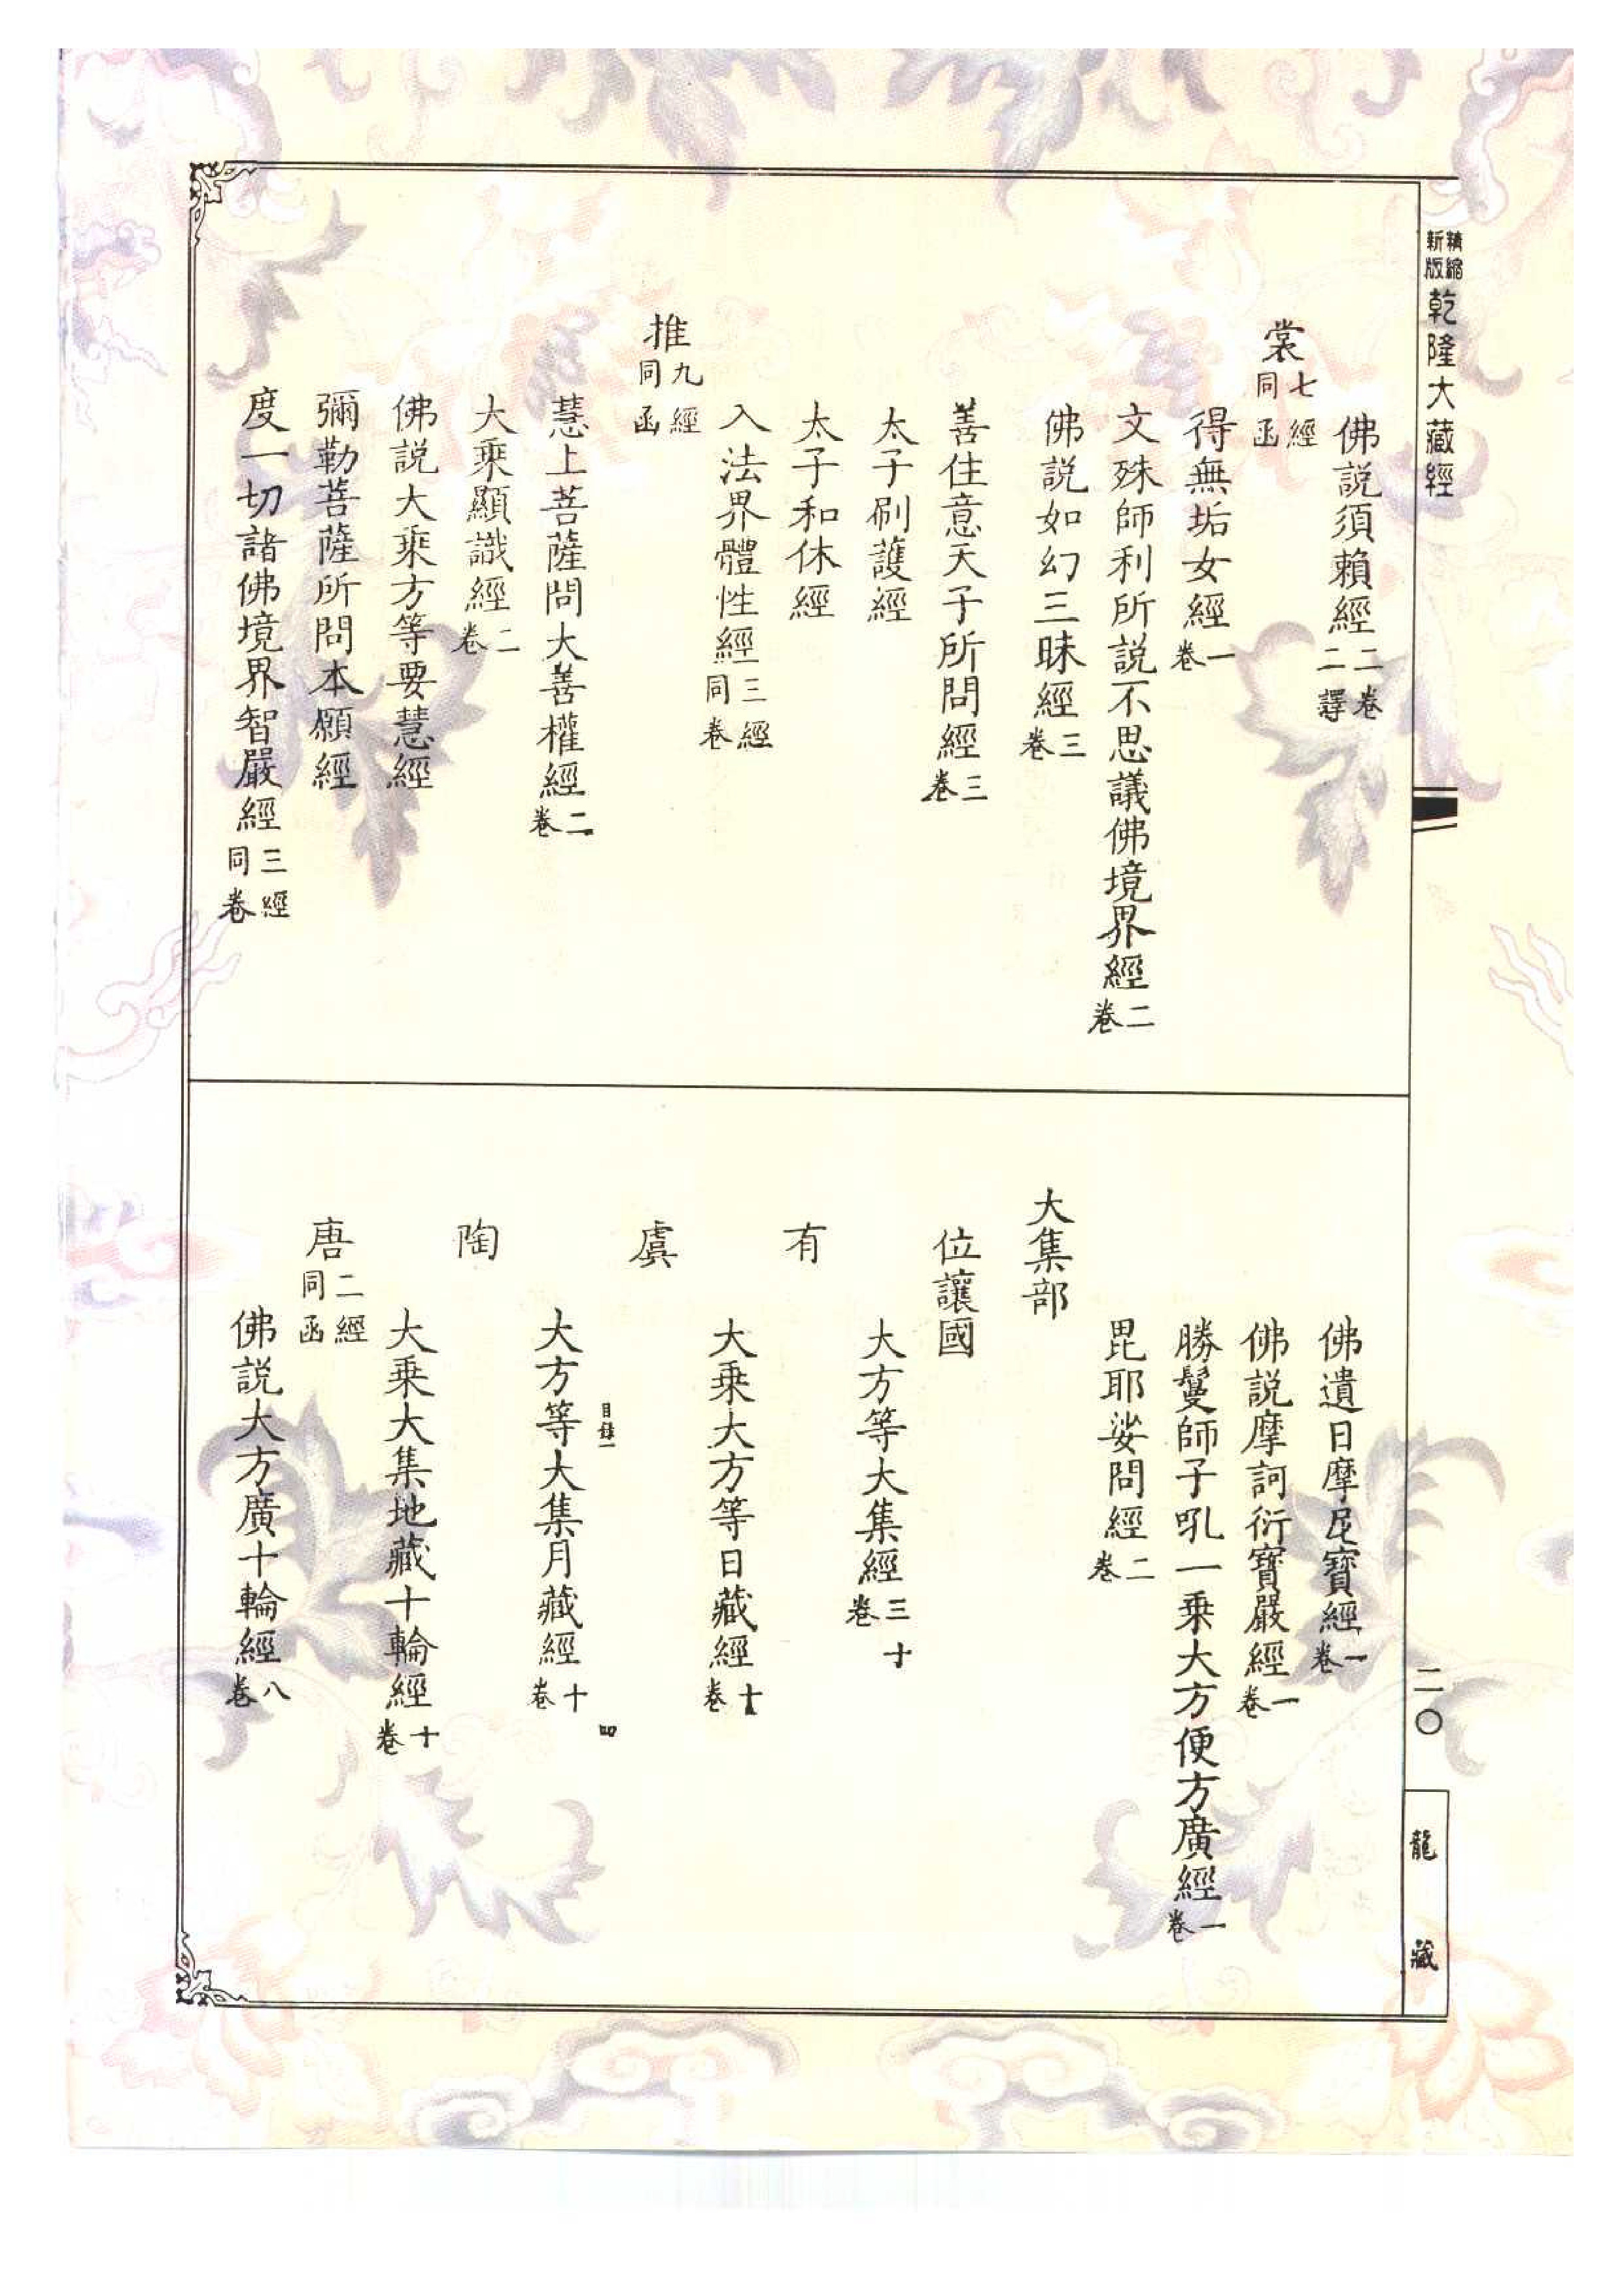 精縮新版乾隆大藏經
佛説須賴經二卷二譯
裳七經同函
得無垢女經一卷
文殊師利所説不思議佛境界經二卷
佛説如幻三昧經三卷
善住意天子所問經三卷
太子刷護經
太子和休經
入法界體性經三經同卷
推九經同函
慧上菩薩問大善權經二卷
大乘顯識經二卷
佛説大乘方等要慧經
彌勒菩薩所問本願經
度一切諸佛境界智嚴經三經同卷
二〇
龍藏
佛遺日摩尼寶經一卷
佛説摩訶衍寶嚴經一卷
勝鬘師子吼一乘大方便方廣經一卷
毘耶娑問經二卷
大集部
位讓國
大方等大集經三十卷
有
大乘大方等日藏經十卷
虞
目錄一
四
大方等大集月藏經十卷
陶
大乘大集地藏十輪經十卷
唐二經同函
佛説大方廣十輪經八卷